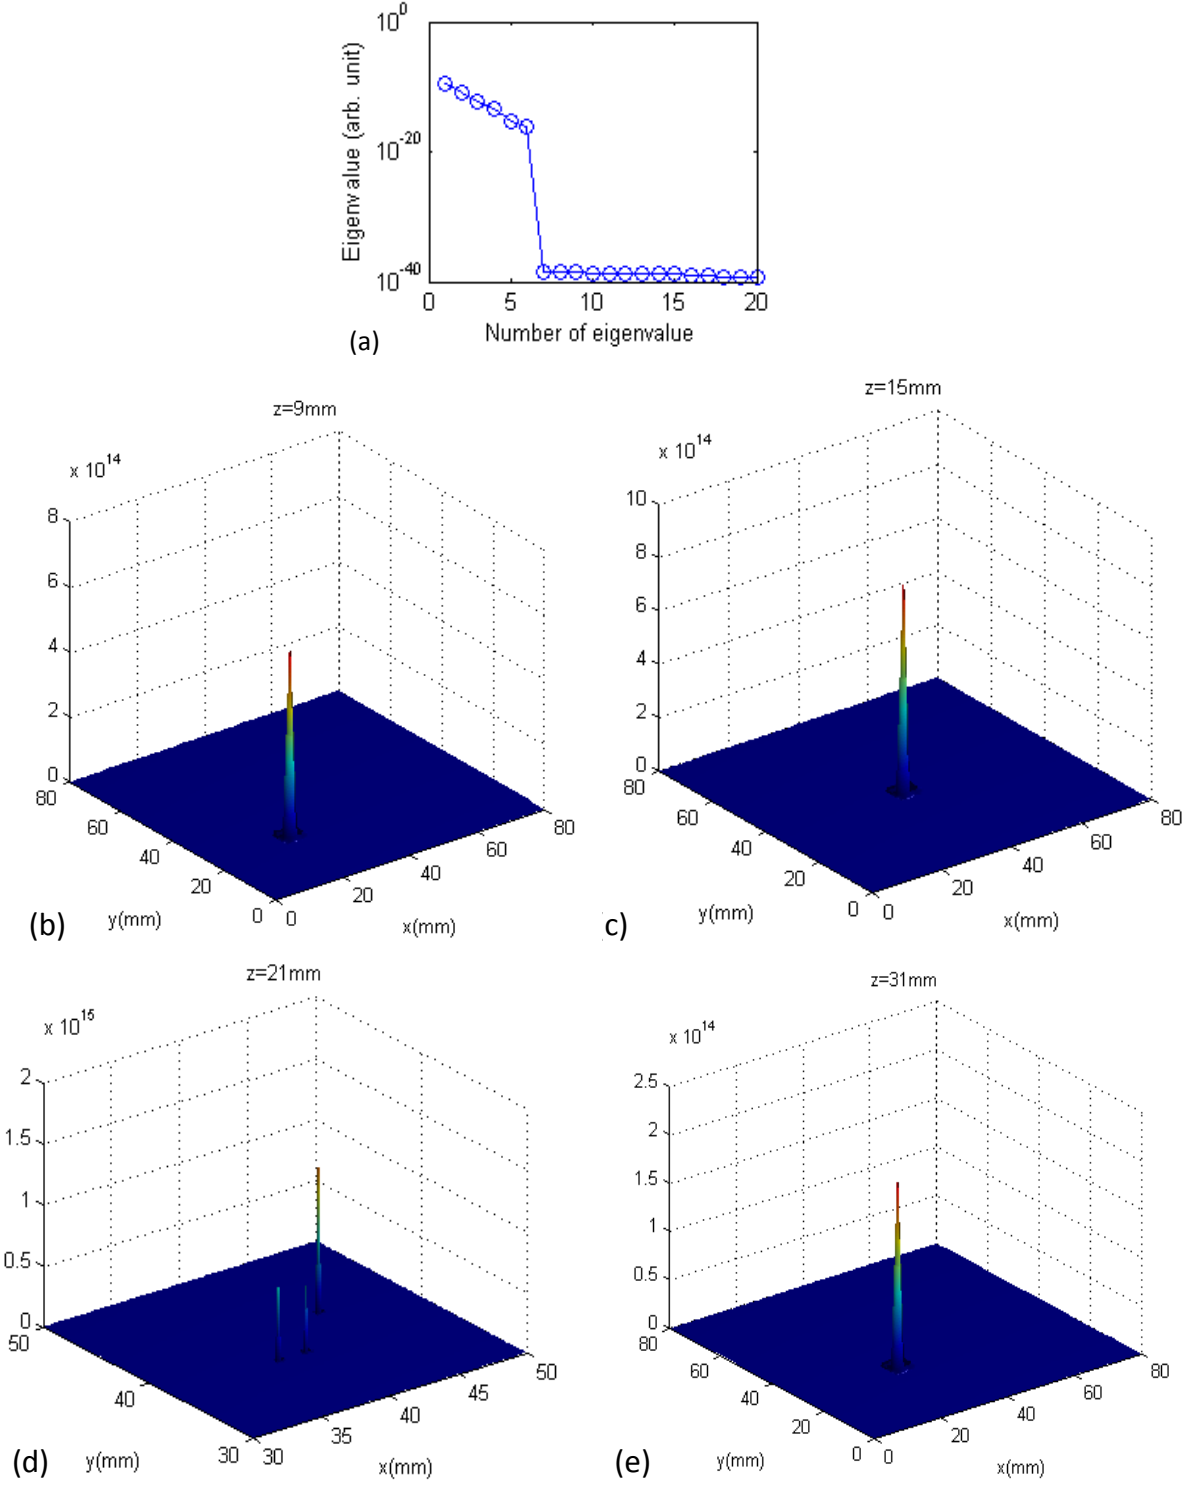 10^0
10^-20
10^-40
Eigenvalue (arb. unit)
0 5 10 15 20
Number of eigenvalue
(a)
z=9mm
x 10^14
8
6
4
2
0
80 60 40 20 0
y(mm)
0 20 40 60 80
x(mm)
(b)
z=15mm
x 10^14
10
8
6
4
2
0
80 60 40 20 0
y(mm)
0 20 40 60 80
x(mm)
c)
z=21mm
x 10^15
2
1.5
1
0.5
0
50 40 30
y(mm)
30 35 40 45 50
x(mm)
(d)
z=31mm
x 10^14
2.5
2
1.5
1
0.5
0
80 60 40 20 0
y(mm)
0 20 40 60 80
x(mm)
(e)